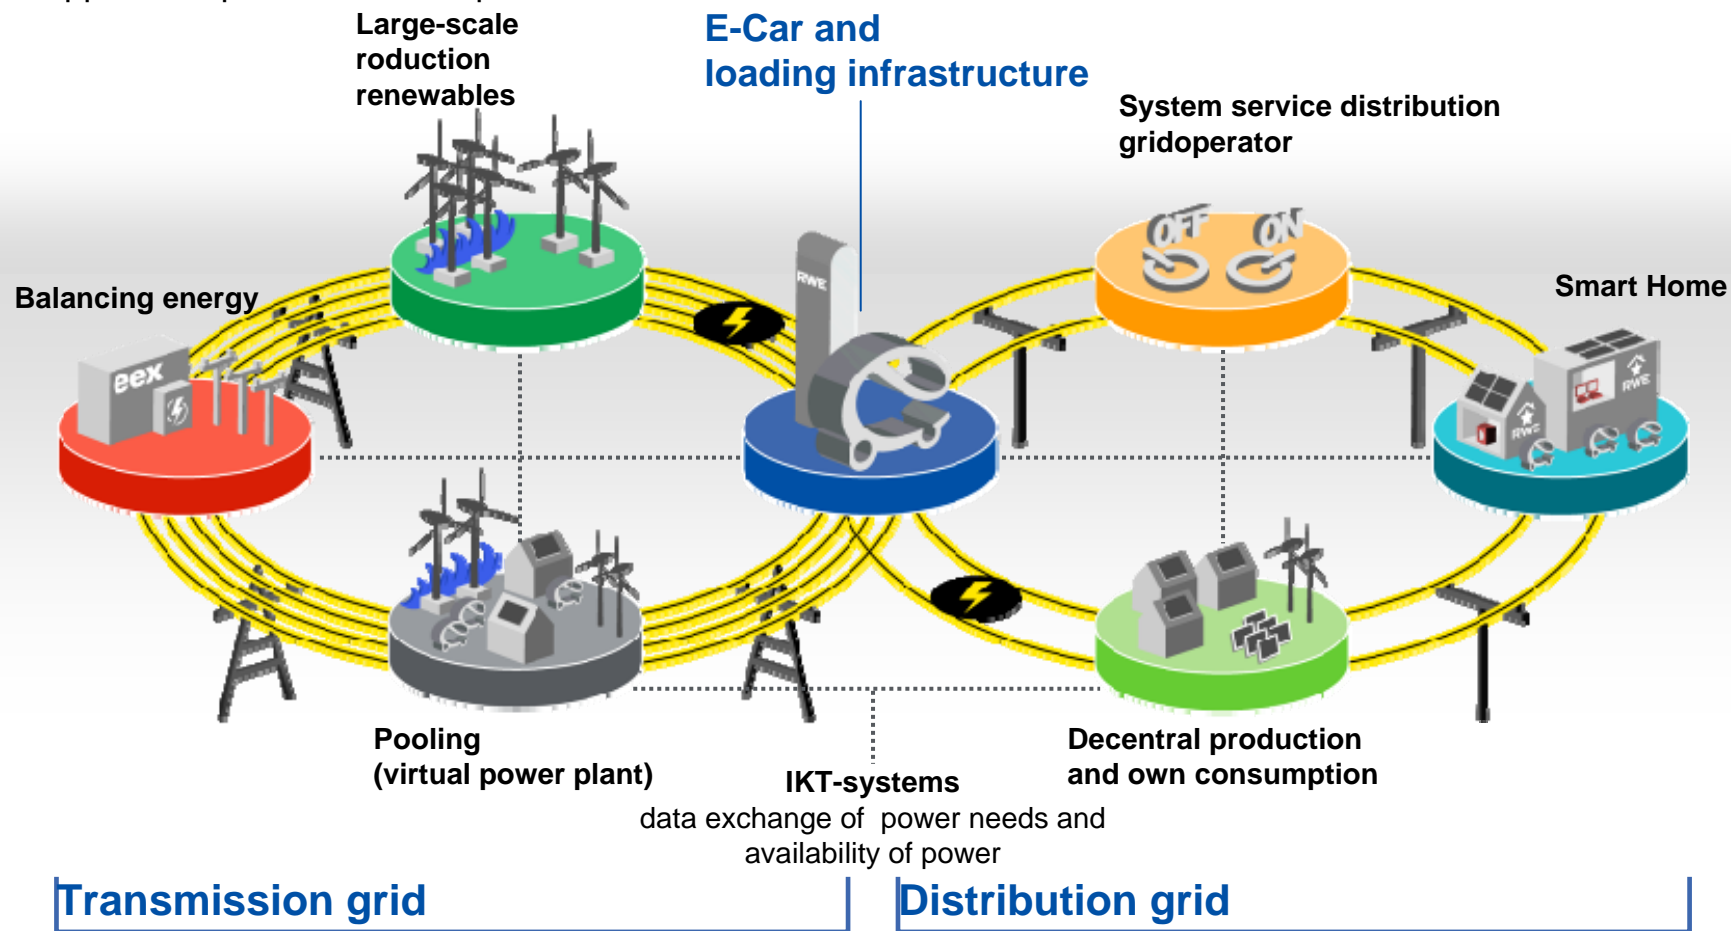 Large-scale
roduction
renewables
E-Car and
loading infrastructure
System service distribution
gridoperator
OFF ON
RWE
Balancing energy
Smart Home
eex
RWE
RWE
Pooling
(virtual power plant)
Decentral production
and own consumption
IKT-systems
data exchange of power needs and
availability of power
Transmission grid
Distribution grid